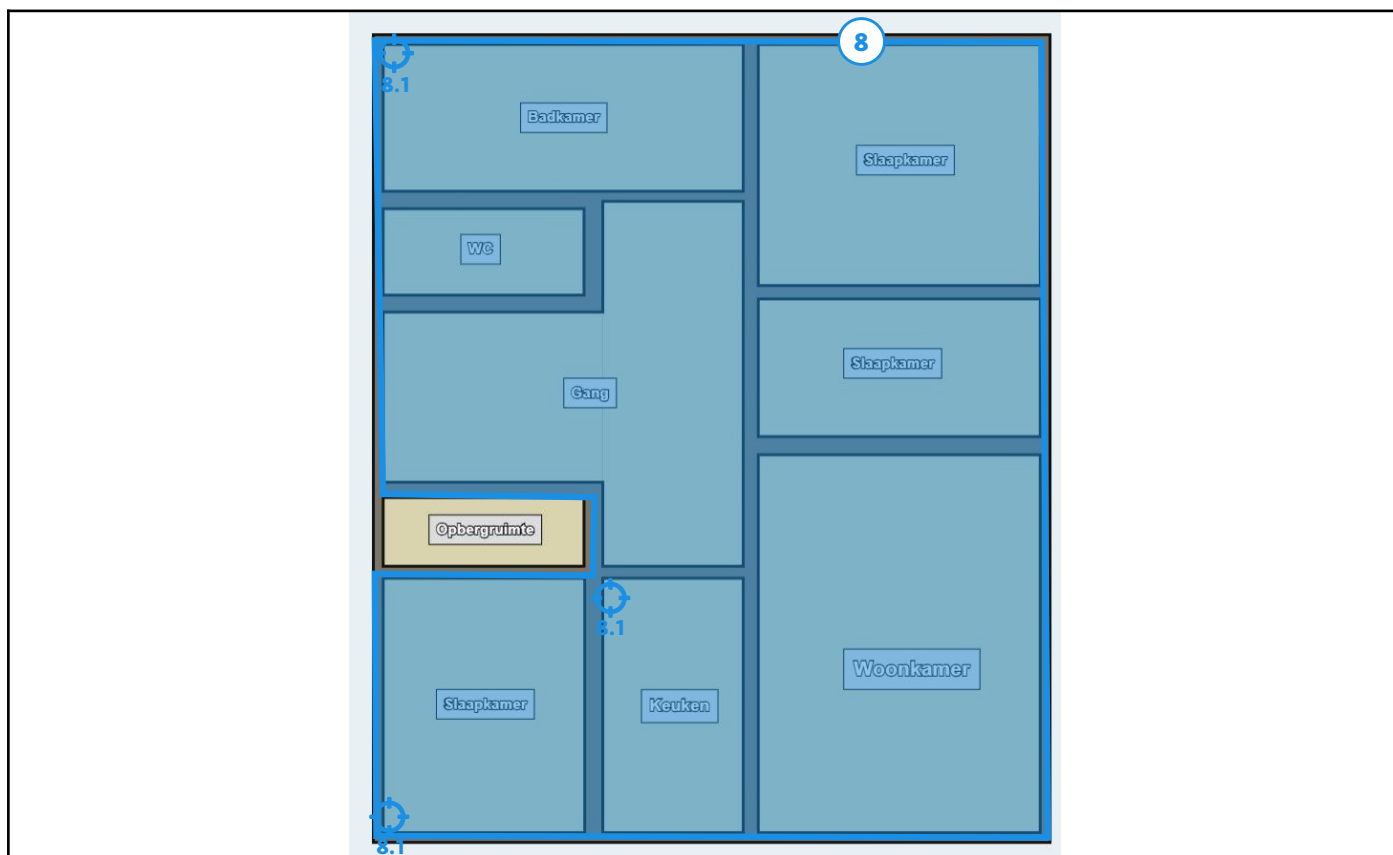 8
8.1
Badkamer
Slaapkamer
WC
Slaapkamer
Gang
Opbergruimte
8.1
Woonkamer
Slaapkamer
Keuken
8.1